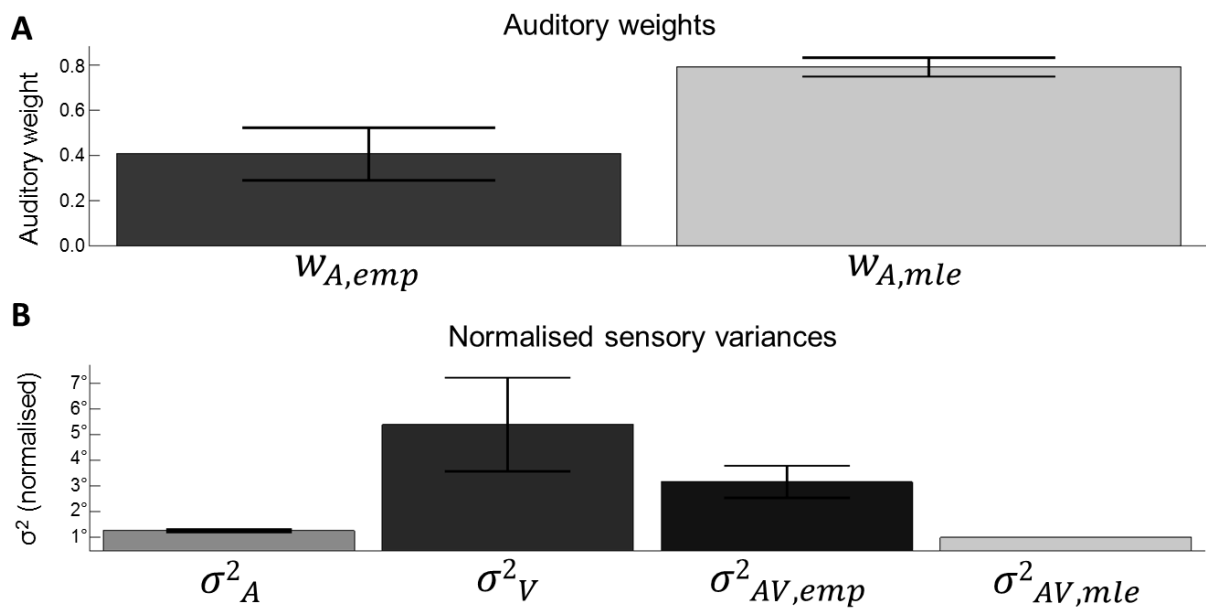 A
Auditory weights
Auditory weight
0.8
0.6
0.4
0.2
0.0
w_{A,emp}
w_{A,mle}
B
Normalised sensory variances
σ² (normalised)
7°
6°
5°
4°
3°
2°
1°
σ²_A
σ²_V
σ²_{AV,emp}
σ²_{AV,mle}